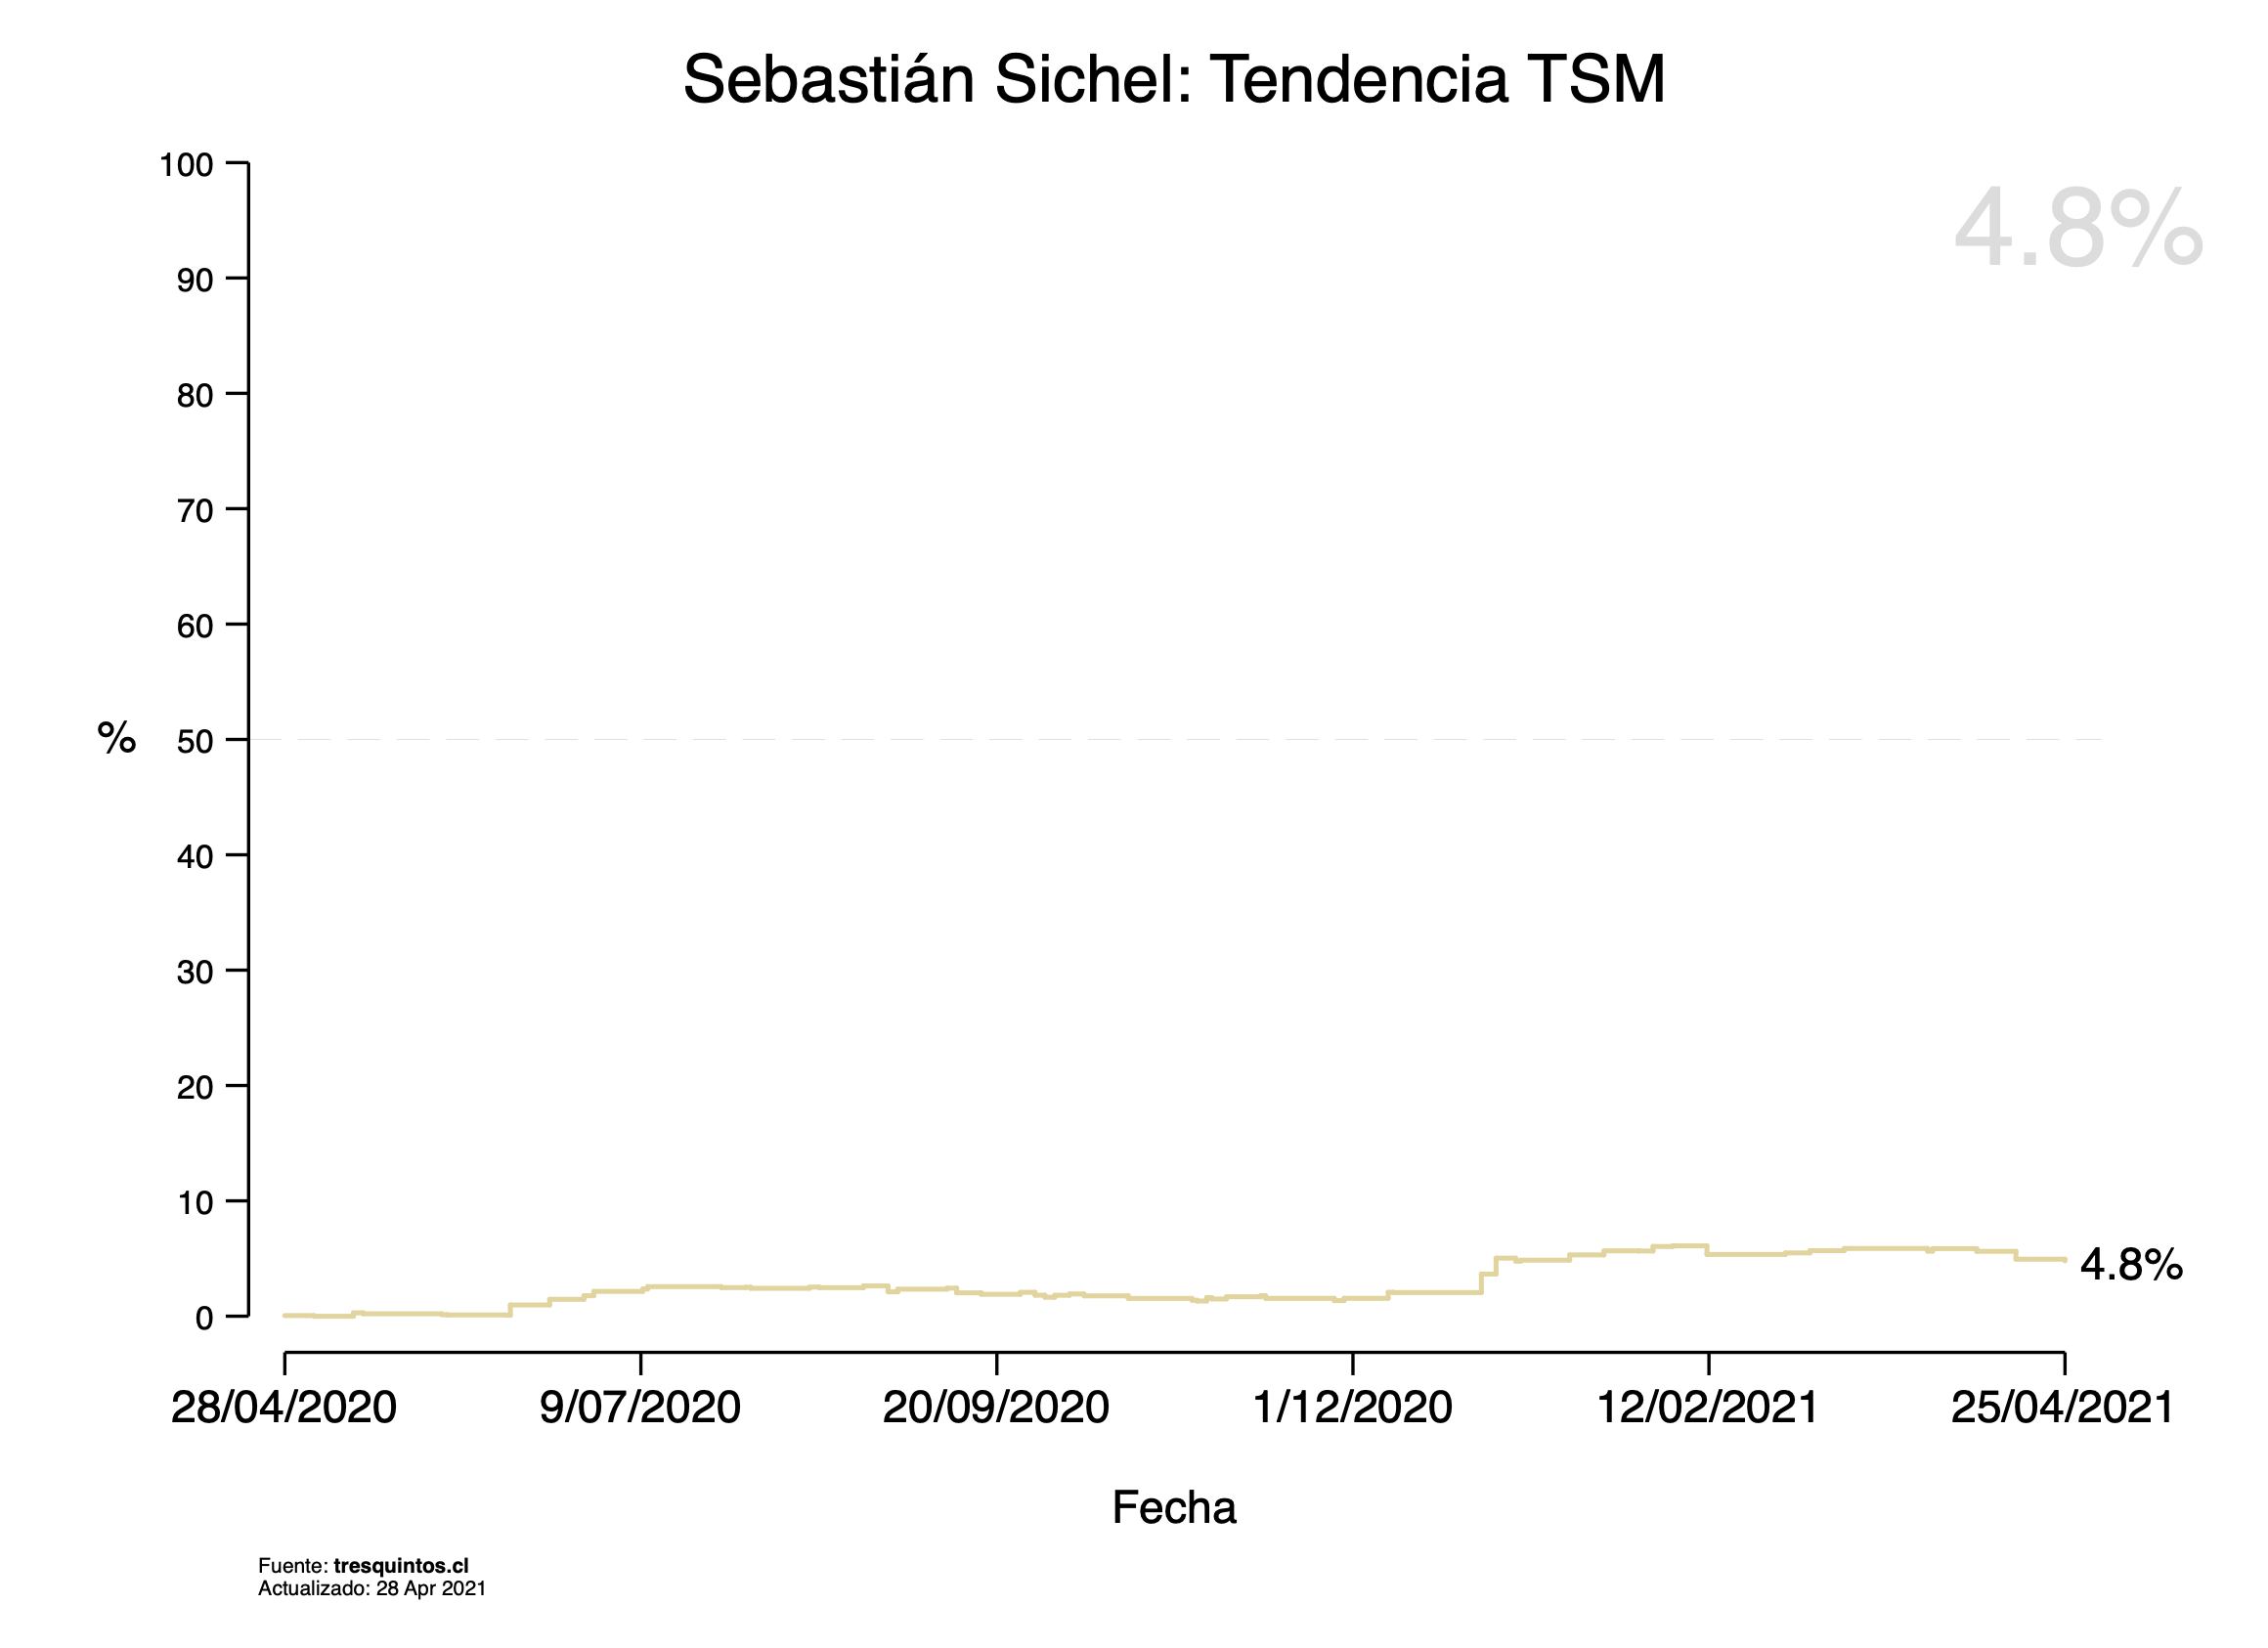 Sebastián Sichel: Tendencia TSM
100
4.8%
90
80
70
60
% 50
40
30
20
10
4.8%
0
28/04/2020 9/07/2020 20/09/2020 1/12/2020 12/02/2021 25/04/2021
Fecha
Fuente: tresquintos.cl
Actualizado: 28 Apr 2021